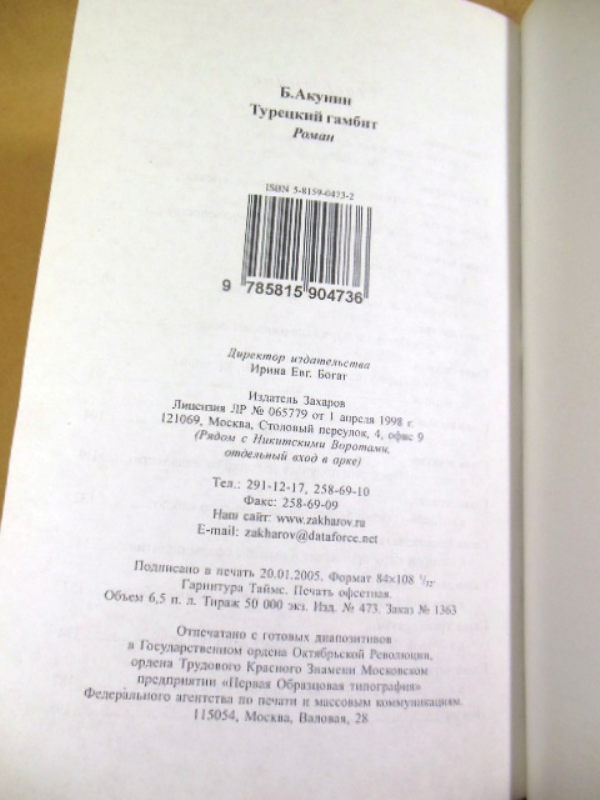 Б.Акунин
Турецкий гамбит
Роман
ISBN 5-8159-0473-2
9 785815 904736
Директор издательства
Ирина Евг. Богат
Издатель Захаров
Лицензия ЛР № 065779 от 1 апреля 1998 г.
121069, Москва, Столовый переулок, 4, офис 9
(Рядом с Никитскими Воротами,
отдельный вход в арке)
Тел.: 291-12-17, 258-69-10
Факс: 258-69-09
Наш сайт: www.zakharov.ru
E-mail: zakharov@dataforce.net
Подписано в печать 20.01.2005. Формат 84х108 1/32.
Гарнитура Таймс. Печать офсетная.
Объем 6,5 п. л. Тираж 50 000 экз. Изд. № 473. Заказ № 1363
Отпечатано с готовых диапозитивов
в Государственном ордена Октябрьской Революции,
ордена Трудового Красного Знамени Московском
предприятии «Первая Образцовая типография»
Федерального агентства по печати и массовым коммуникациям.
115054, Москва, Валовая, 28